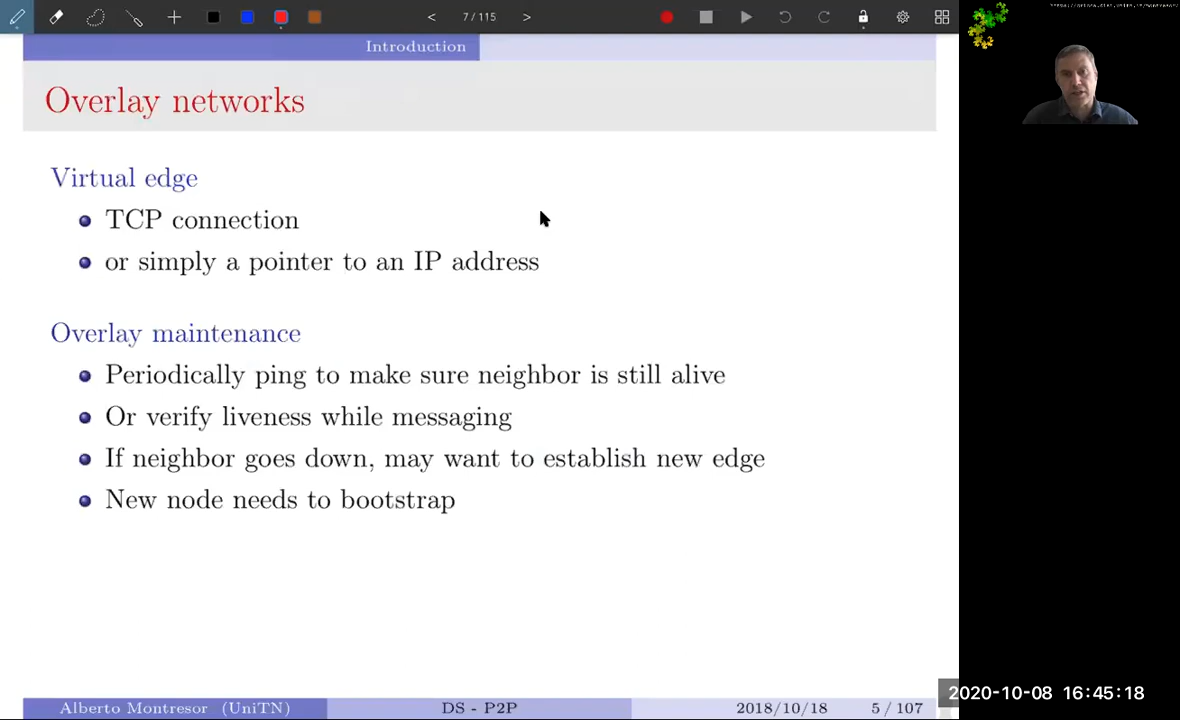 7 / 115
Introduction
Overlay networks
Virtual edge
TCP connection
or simply a pointer to an IP address
Overlay maintenance
Periodically ping to make sure neighbor is still alive
Or verify liveness while messaging
If neighbor goes down, may want to establish new edge
New node needs to bootstrap
Alberto Montresor (UniTN)
DS - P2P
2018/10/18
5 / 107
2020-10-08 16:45:18